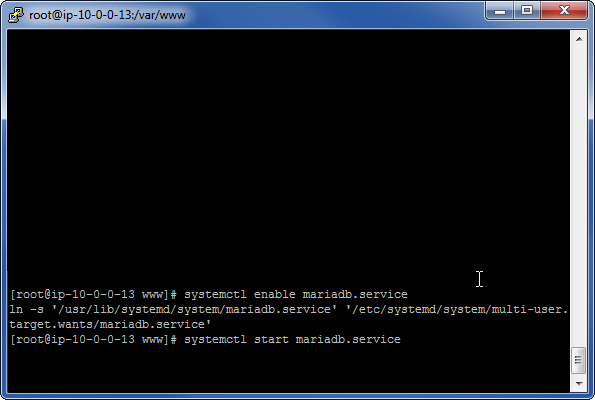 root@ip-10-0-0-13:/var/www
[root@ip-10-0-0-13 www]# systemctl enable mariadb.service
ln -s '/usr/lib/systemd/system/mariadb.service' '/etc/systemd/system/multi-user.
target.wants/mariadb.service'
[root@ip-10-0-0-13 www]# systemctl start mariadb.service